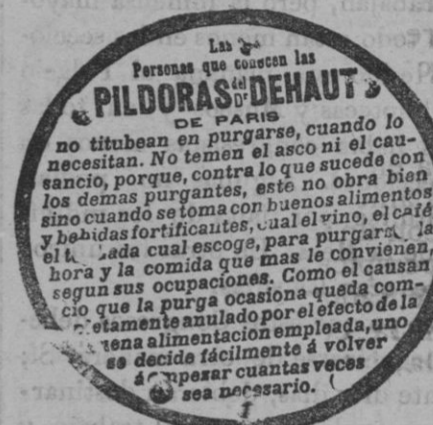 Las
Personas que conocen las
PILDORAS del Dr DEHAUT
DE PARIS
no titubean en purgarse, cuando lo
necesitan. No temen el asco ni el cau-
sancio, porque, contra lo que sucede con
los demas purgantes, este no obra bien
sino cuando se toma con buenos alimentos
y bebidas fortificantes, cual el vino, el café
el Cada cual escoge, para purgarse, la
hora y la comida que mas le convienen,
segun sus ocupaciones. Como el causan
cio que la purga ocasiona queda com-
pletamente anulado por el efecto de la
buena alimentacion empleada, uno
se decide fácilmente á volver
á empezar cuantas veces
sea necesario.